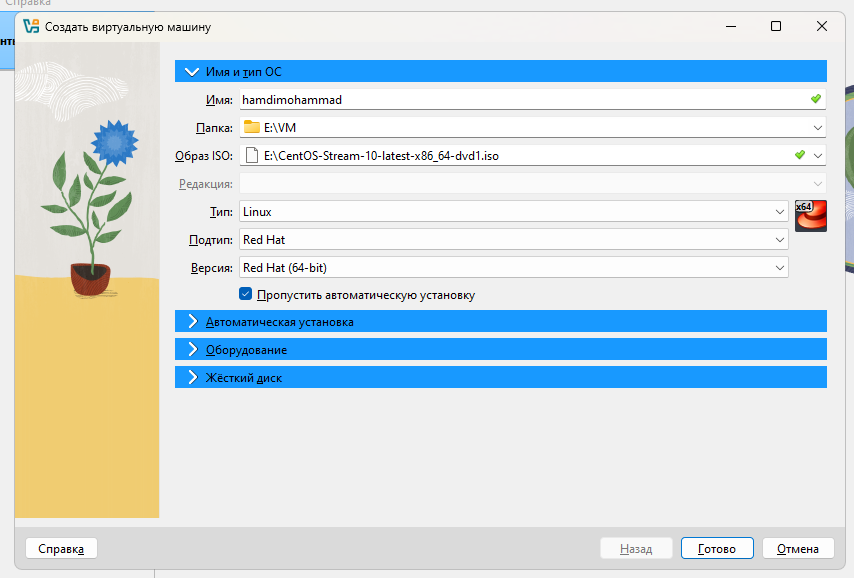 Справка
Создать виртуальную машину
Имя и тип ОС
Имя: hamdimohammad
Папка: E:\VM
Образ ISO: E:\CentOS-Stream-10-latest-x86_64-dvd1.iso
Редакция:
Тип: Linux
x64
Подтип: Red Hat
Версия: Red Hat (64-bit)
Пропустить автоматическую установку
Автоматическая установка
Оборудование
Жёсткий диск
Справка
Назад
Готово
Отмена